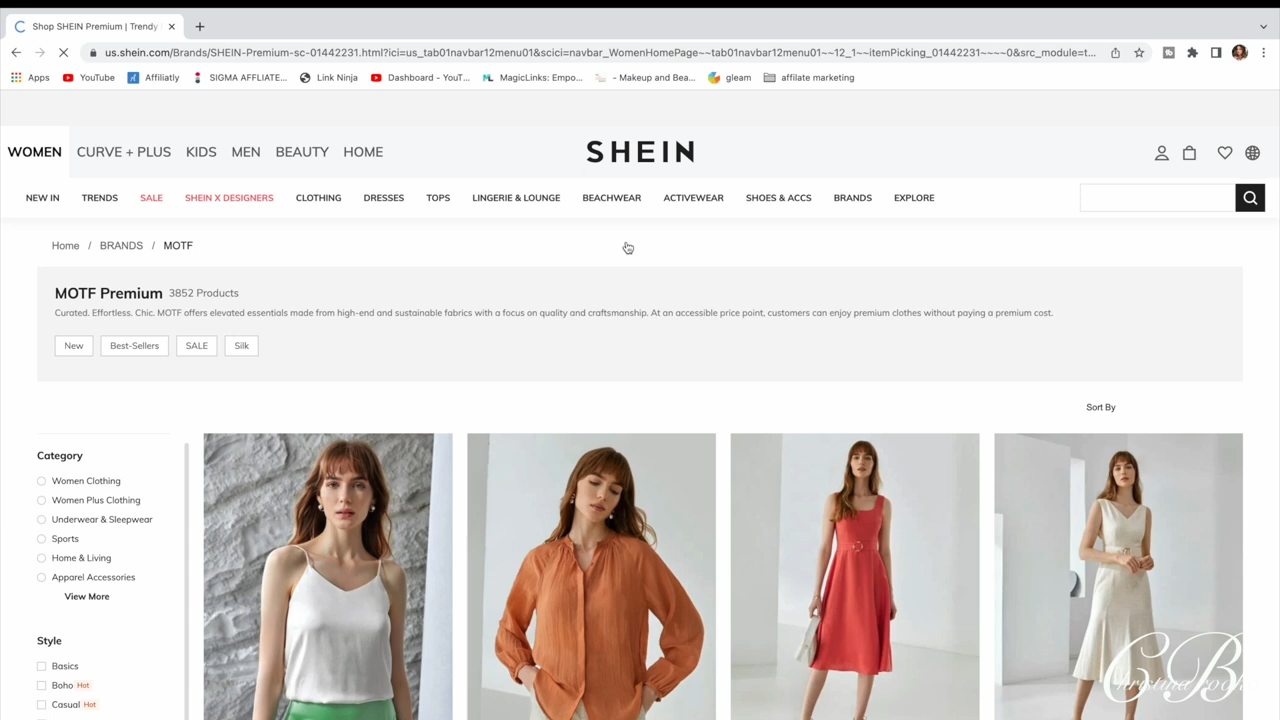 Shop SHEIN Premium | Trendy
us.shein.com/Brands/SHEIN-Premium-sc-01442231.html?ici=us_tab01navbar12menu01&scici=navbar_WomenHomePage~~tab01navbar12menu01~~12_1~~itemPicking_01442231~~~~0&src_module=t...
Apps YouTube Affiliatly SIGMA AFFILIATE... Link Ninja Dashboard - YouT... MagicLinks: Empo... - Makeup and Bea... gleam affilate marketing
WOMEN CURVE + PLUS KIDS MEN BEAUTY HOME SHEIN
NEW IN TRENDS SALE SHEIN X DESIGNERS CLOTHING DRESSES TOPS LINGERIE & LOUNGE BEACHWEAR ACTIVEWEAR SHOES & ACCS BRANDS EXPLORE
Home / BRANDS / MOTF
MOTF Premium 3852 Products
Curated. Effortless. Chic. MOTF offers elevated essentials made from high-end and sustainable fabrics with a focus on quality and craftsmanship. At an accessible price point, customers can enjoy premium clothes without paying a premium cost.
New Best-Sellers SALE Silk
Sort By
Category
Women Clothing
Women Plus Clothing
Underwear & Sleepwear
Sports
Home & Living
Apparel Accessories
View More
Style
Basics
Boho Hot
Casual Hot